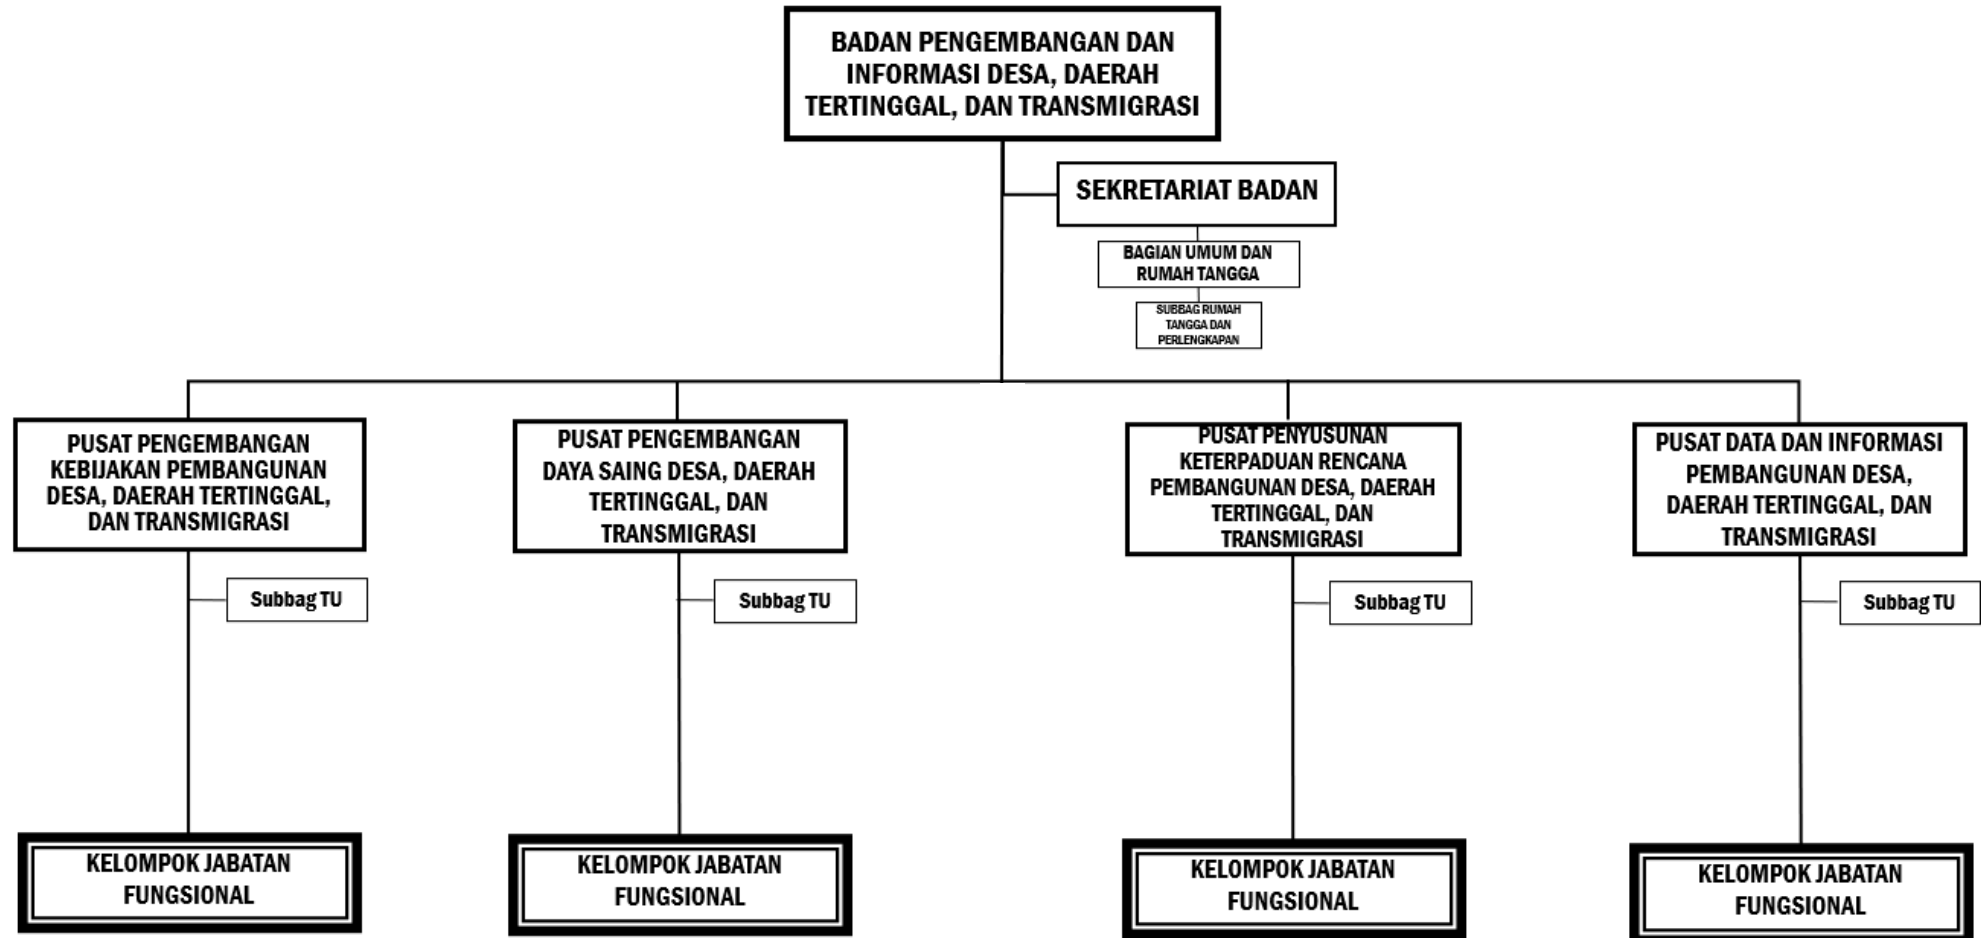 BADAN PENGEMBANGAN DAN
INFORMASI DESA, DAERAH
TERTINGGAL, DAN TRANSMIGRASI
SEKRETARIAT BADAN
BAGIAN UMUM DAN
RUMAH TANGGA
SUBBAG RUMAH
TANGGA DAN
PERLENGKAPAN
PUSAT PENGEMBANGAN
KEBIJAKAN PEMBANGUNAN
DESA, DAERAH TERTINGGAL,
DAN TRANSMIGRASI
PUSAT PENGEMBANGAN
DAYA SAING DESA, DAERAH
TERTINGGAL, DAN
TRANSMIGRASI
PUSAT PENYUSUNAN
KETERPADUAN RENCANA
PEMBANGUNAN DESA, DAERAH
TERTINGGAL, DAN
TRANSMIGRASI
PUSAT DATA DAN INFORMASI
PEMBANGUNAN DESA,
DAERAH TERTINGGAL, DAN
TRANSMIGRASI
Subbag TU
Subbag TU
Subbag TU
Subbag TU
KELOMPOK JABATAN
FUNGSIONAL
KELOMPOK JABATAN
FUNGSIONAL
KELOMPOK JABATAN
FUNGSIONAL
KELOMPOK JABATAN
FUNGSIONAL